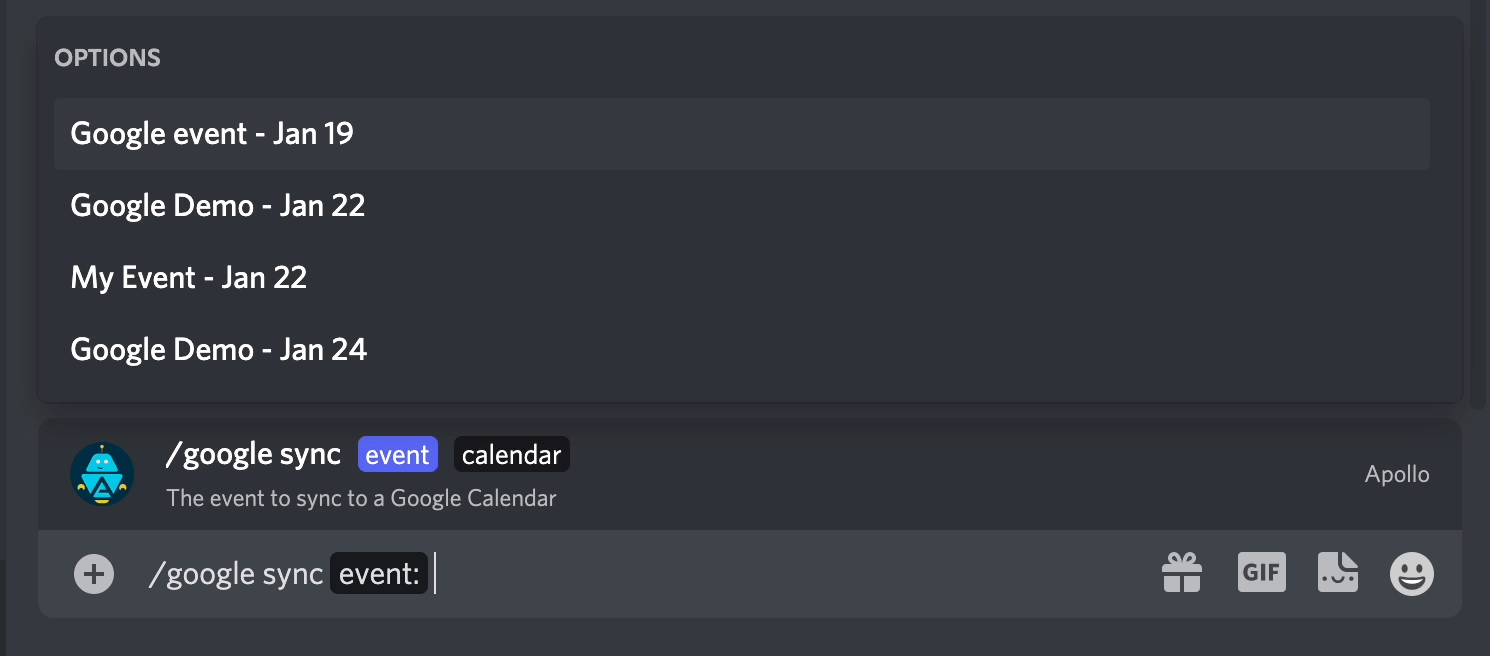 OPTIONS
Google event - Jan 19
Google Demo - Jan 22
My Event - Jan 22
Google Demo - Jan 24
/google sync event calendar
The event to sync to a Google Calendar
Apollo
/google sync event:
GIF